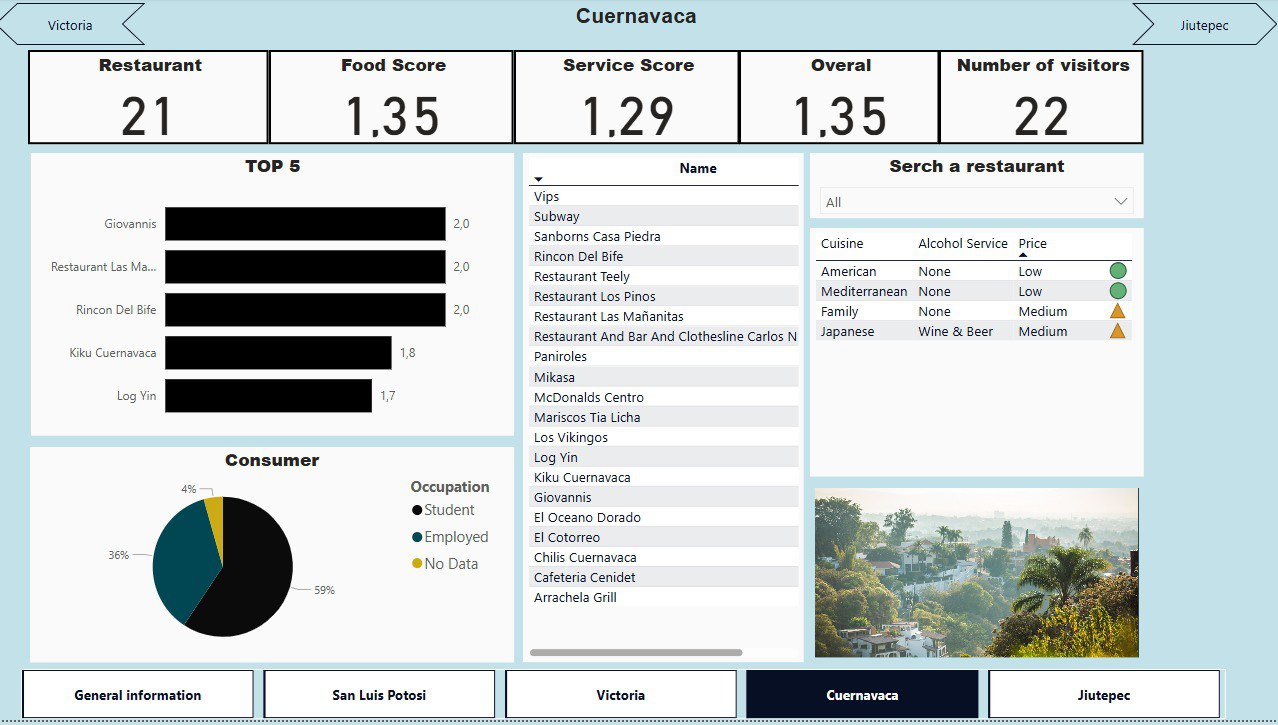 Victoria
Cuernavaca
Jiutepec
Restaurant
21
Food Score
1,35
Service Score
1,29
Overal
1,35
Number of visitors
22
TOP 5
Giovannis 2,0
Restaurant Las Ma... 2,0
Rincon Del Bife 2,0
Kiku Cuernavaca 1,8
Log Yin 1,7
Consumer
4%
36%
59%
Occupation
Student
Employed
No Data
Name
Vips
Subway
Sanborns Casa Piedra
Rincon Del Bife
Restaurant Teely
Restaurant Los Pinos
Restaurant Las Mañanitas
Restaurant And Bar And Clothesline Carlos N
Paniroles
Mikasa
McDonalds Centro
Mariscos Tia Licha
Los Vikingos
Log Yin
Kiku Cuernavaca
Giovannis
El Oceano Dorado
El Cotorreo
Chilis Cuernavaca
Cafeteria Cenidet
Arrachela Grill
Serch a restaurant
All
Cuisine Alcohol Service Price
American None Low
Mediterranean None Low
Family None Medium
Japanese Wine & Beer Medium
General information
San Luis Potosi
Victoria
Cuernavaca
Jiutepec